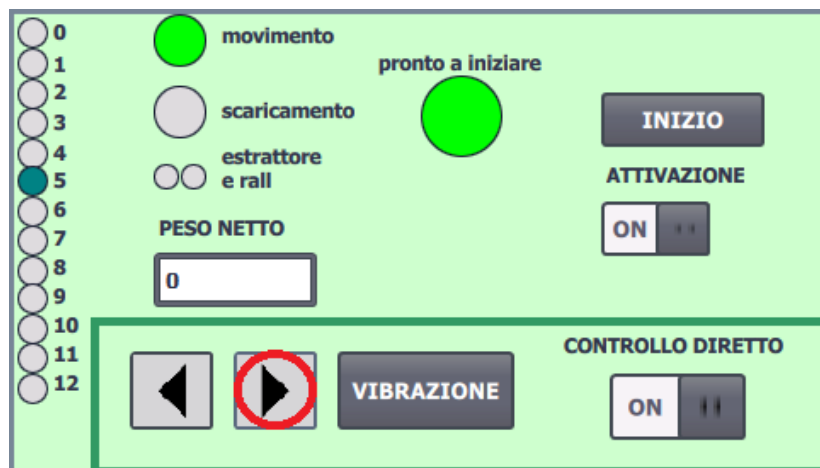 0
1
2
3
4
5
6
7
8
9
10
11
12
movimento
scaricamento
estrattore
e rall
pronto a iniziare
INIZIO
ATTIVAZIONE
ON
PESO NETTO
0
VIBRAZIONE
CONTROLLO DIRETTO
ON